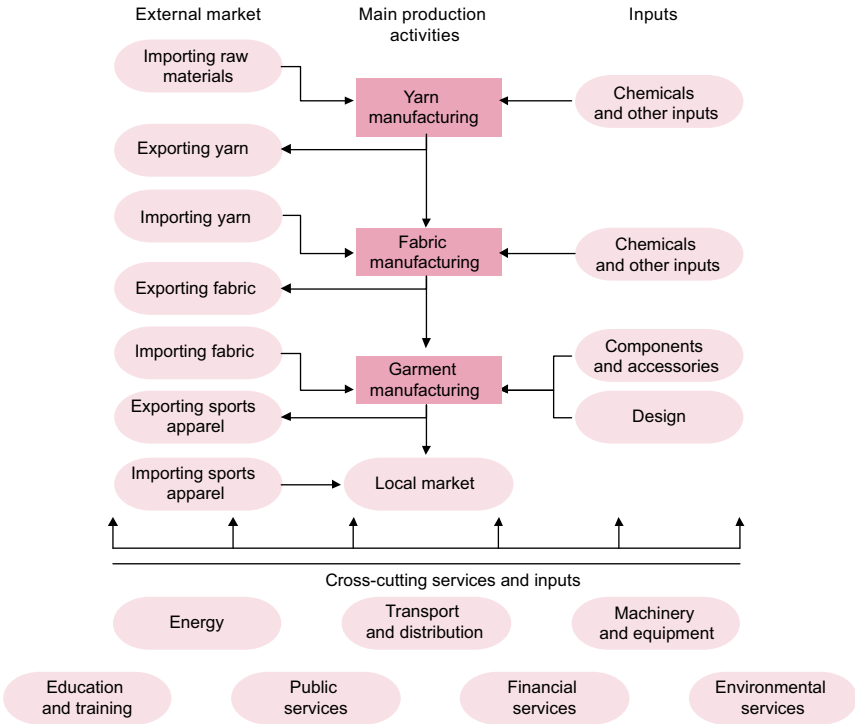 External market
Main production
activities
Inputs
Importing raw
materials
Yarn
manufacturing
Chemicals
and other inputs
Exporting yarn
Importing yarn
Fabric
manufacturing
Chemicals
and other inputs
Exporting fabric
Importing fabric
Garment
manufacturing
Components
and accessories
Exporting sports
apparel
Design
Importing sports
apparel
Local market
Cross-cutting services and inputs
Energy
Transport
and distribution
Machinery
and equipment
Education
and training
Public
services
Financial
services
Environmental
services